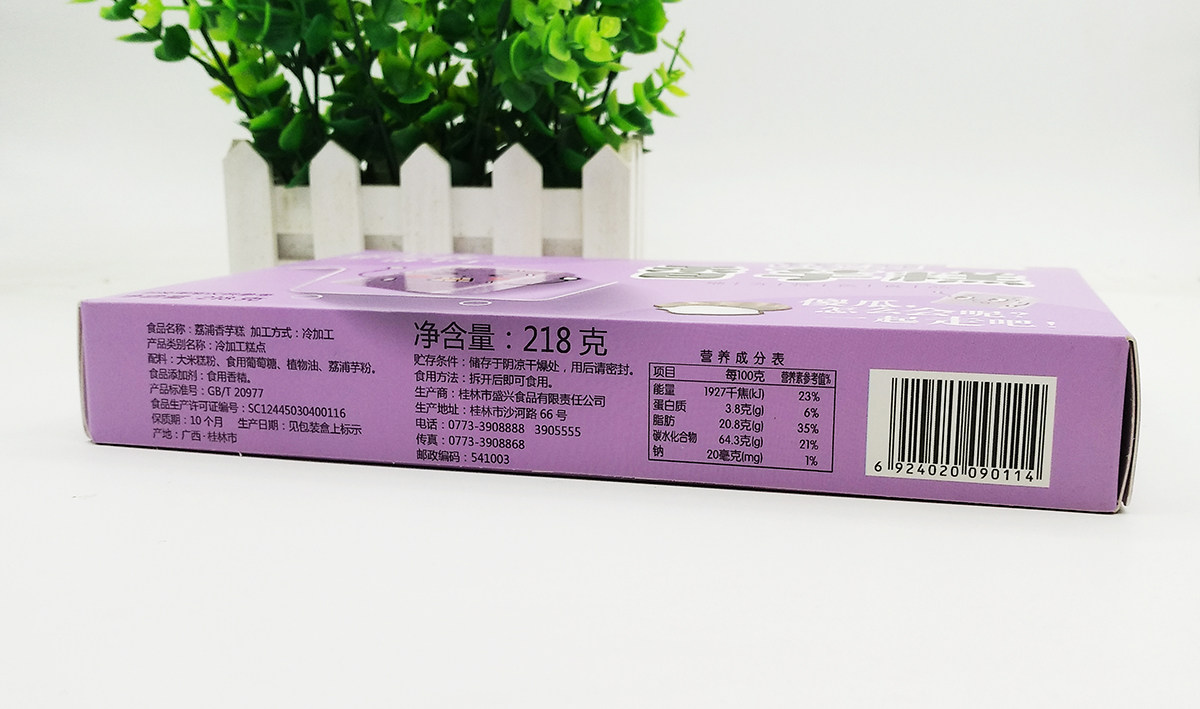 净含量 218克
食品名称：荔浦香芋糕 加工方式：冷加工
产品类别名称：冷加工糕点
配料：大米糕粉、食用葡萄糖、植物油、荔浦芋粉。
食品添加剂：食用香精。
产品标准号：GB/T 20977
食品生产许可证编号：SC12445030400116
保质期：10个月 生产日期：见包装盒上标示
产地：广西·桂林市
净含量：218 克
贮存条件：储存于阴凉干燥处，用后请密封。
食用方法：拆开后即可食用。
生产商：桂林市盛兴食品有限责任公司
生产地址：桂林市沙河路 66 号
电话：0773-3908888 3905555
传真：0773-3908868
邮政编码：541003
营养成分表
项目 每100克 营养素参考值%
能量 1927千焦(kJ) 23%
蛋白质 3.8克(g) 6%
脂肪 20.8克(g) 35%
碳水化合物 64.3克(g) 21%
钠 20毫克(mg) 1%
6 924020 090114